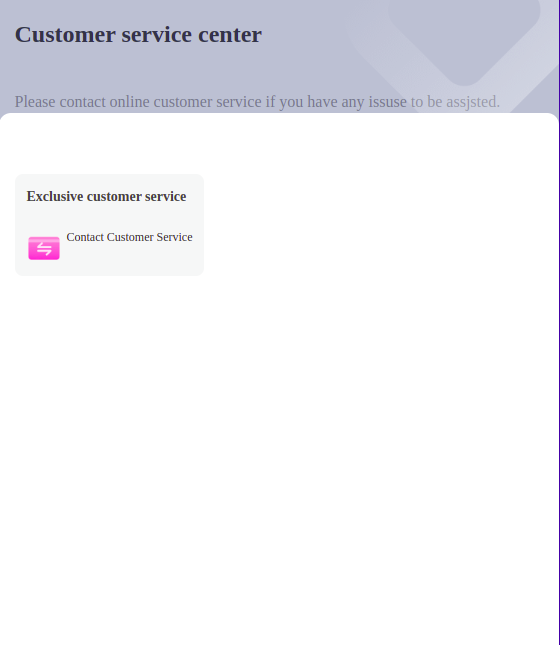 Customer service center
Please contact online customer service if you have any issuse to be assjsted.
Exclusive customer service
Contact Customer Service